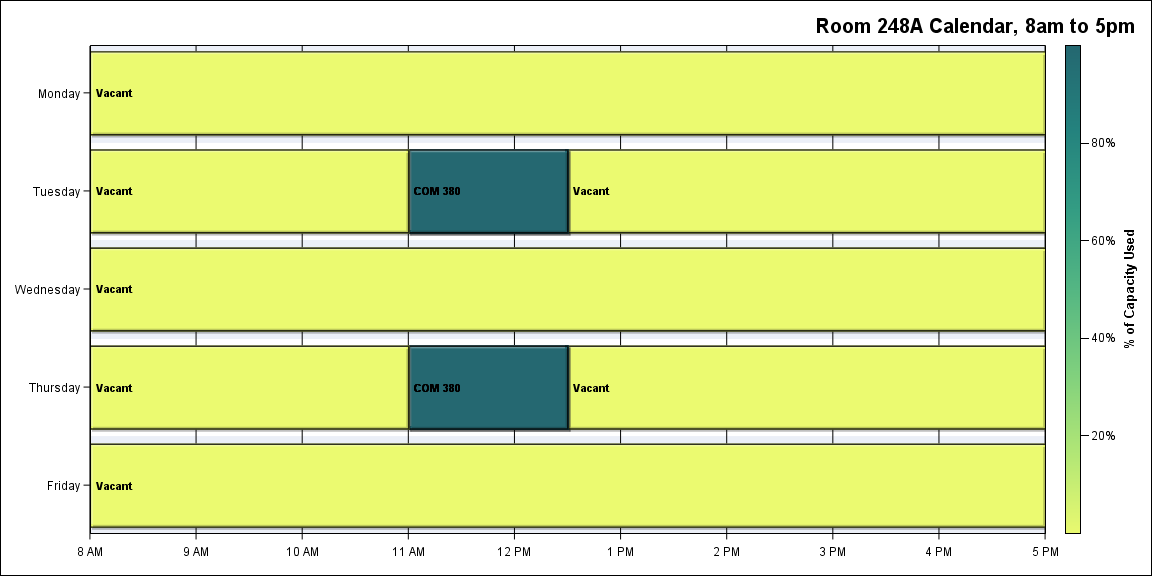 Room 248A Calendar, 8am to 5pm
Monday
Vacant
Tuesday
Vacant COM 380 Vacant
Wednesday
Vacant
Thursday
Vacant COM 380 Vacant
Friday
Vacant
8 AM 9 AM 10 AM 11 AM 12 PM 1 PM 2 PM 3 PM 4 PM 5 PM
80%
60%
40%
20%
% of Capacity Used